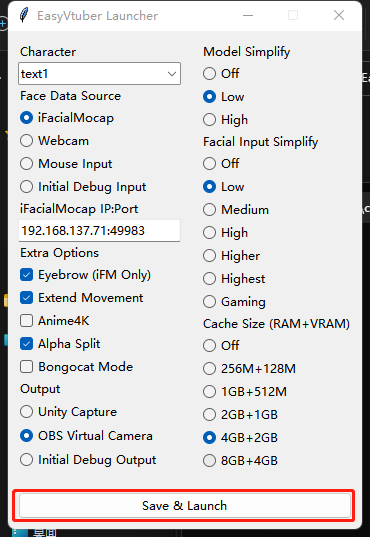 EasyVtuber Launcher
Character
text1
Face Data Source
iFacialMocap
Webcam
Mouse Input
Initial Debug Input
iFacialMocap IP:Port
192.168.137.71:49983
Extra Options
Eyebrow (iFM Only)
Extend Movement
Anime4K
Alpha Split
Bongocat Mode
Output
Unity Capture
OBS Virtual Camera
Initial Debug Output
Model Simplify
Off
Low
High
Facial Input Simplify
Off
Low
Medium
High
Higher
Highest
Gaming
Cache Size (RAM+VRAM)
Off
256M+128M
1GB+512M
2GB+1GB
4GB+2GB
8GB+4GB
Save & Launch